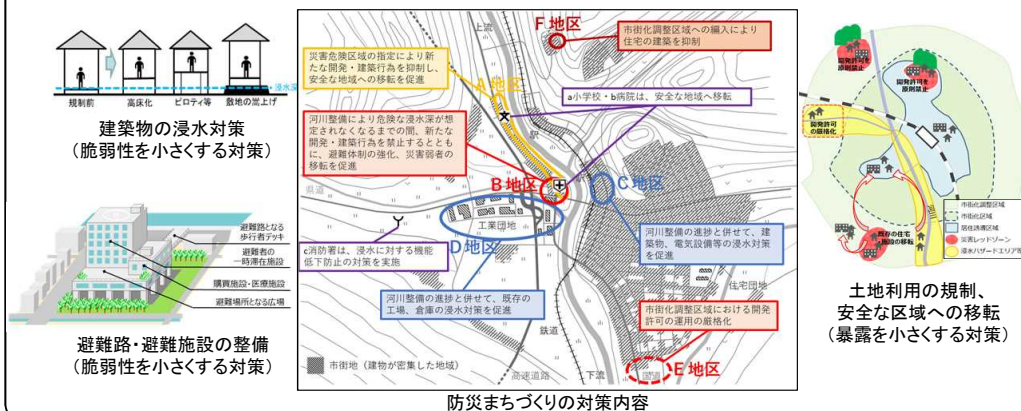 規制前
高床化
ピロティ等
敷地の嵩上げ
浸水深
建築物の浸水対策
(脆弱性を小さくする対策)
避難路となる
歩行者デッキ
避難者の
一時滞在施設
購買施設・医療施設
避難場所となる広場
避難路・避難施設の整備
(脆弱性を小さくする対策)
災害危険区域の指定により新
たな開発・建築行為を抑制し、
安全な地域への移転を促進
A地区
上流
F地区
市街化調整区域への編入により
住宅の建築を抑制
a小学校・b病院は、安全な地域へ移転
河川整備により危険な浸水深が想
定されなくなるまでの間、新たな
開発・建築行為を禁止するととも
に、避難体制の強化、災害弱者の
移転を促進
駅
B地区
C地区
県道
工業団地
D地区
c消防署は、浸水に対する機能
低下防止の対策を実施
河川整備の進捗と併せて、建
築物、電気設備等の浸水対策
を促進
河川整備の進捗と併せて、既存の
工場、倉庫の浸水対策を促進
住宅団地
市街化調整区域における開発
許可の運用の厳格化
鉄道
市街地(建物が密集した地域)
高速道路
下流
国道
E地区
防災まちづくりの対策内容
開発許可を
原則禁止
開発許可を
原則禁止
開発許可
の厳格化
河川
既存の住宅
施設の移転
市街化調整区域
市街化区域
居住誘導区域
災害レッドゾーン
浸水ハザードエリア等
土地利用の規制、
安全な区域への移転
(暴露を小さくする対策)